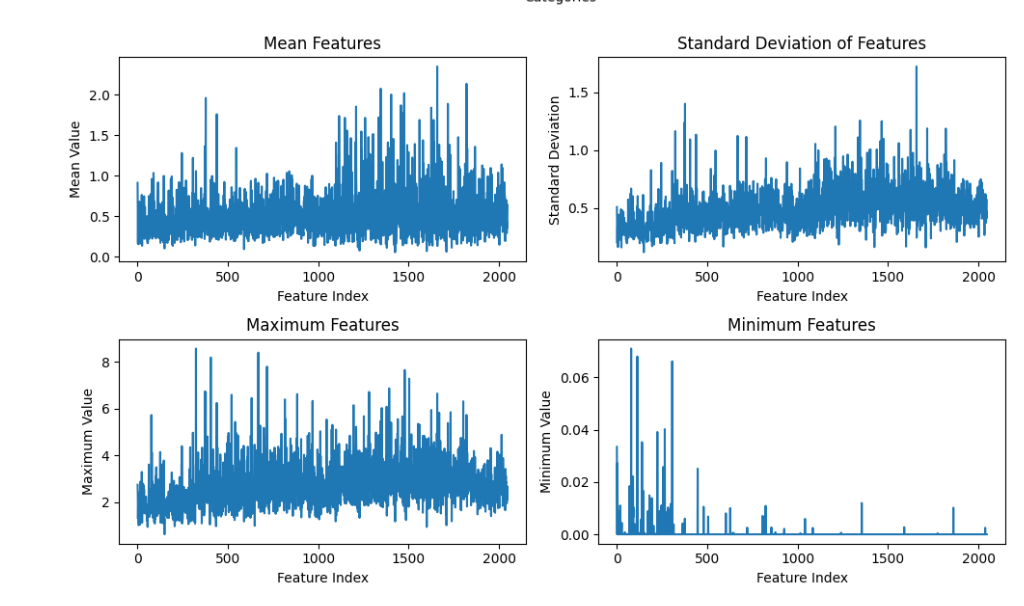 Categories
Mean Features
Standard Deviation of Features
Mean Value
2.0
1.5
1.0
0.5
0.0
0 500 1000 1500 2000
Feature Index
Standard Deviation
1.5
1.0
0.5
0 500 1000 1500 2000
Feature Index
Maximum Features
Minimum Features
Maximum Value
8
6
4
2
0 500 1000 1500 2000
Feature Index
Minimum Value
0.06
0.04
0.02
0.00
0 500 1000 1500 2000
Feature Index